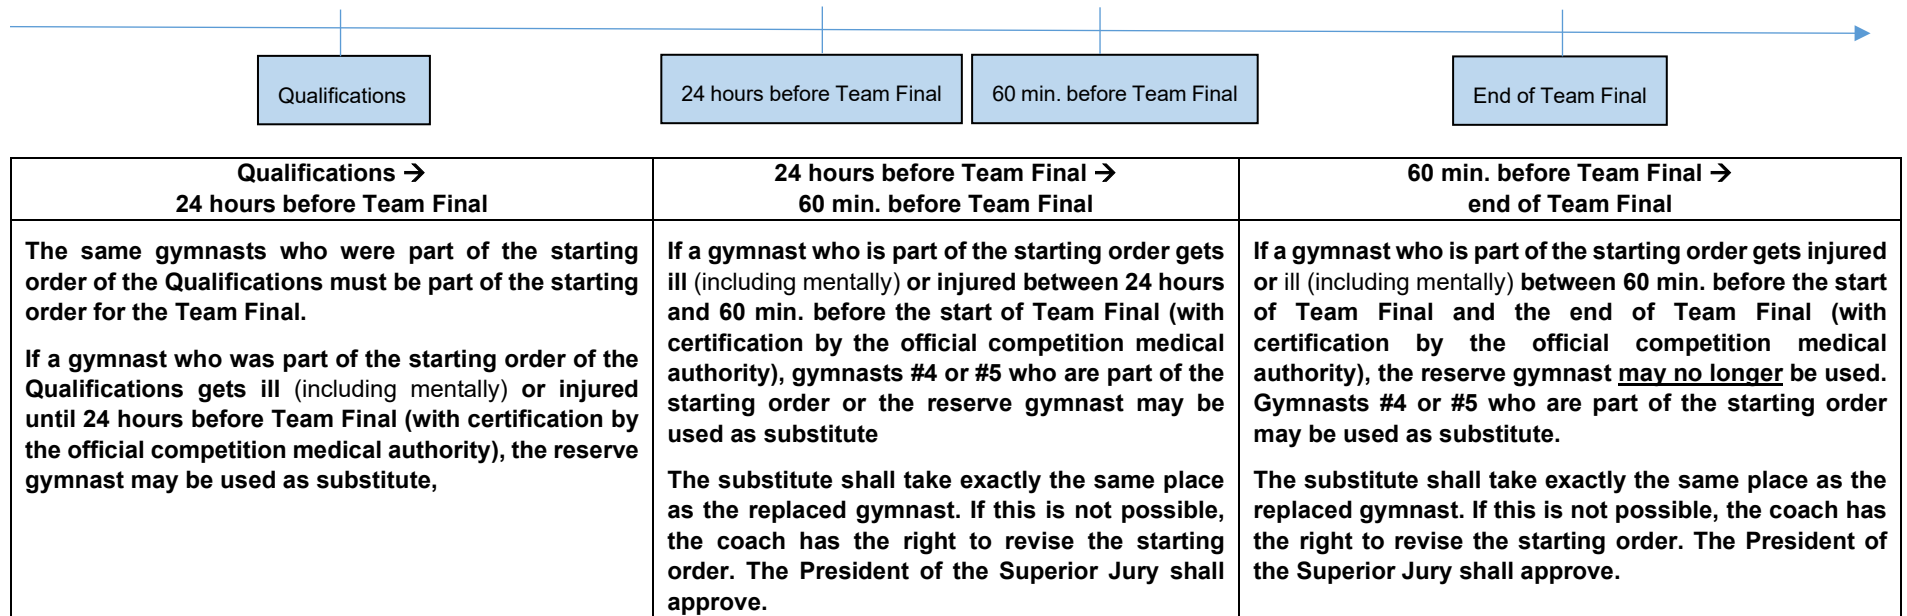 Qualifications
24 hours before Team Final
60 min. before Team Final
End of Team Final
Qualifications →
24 hours before Team Final
The same gymnasts who were part of the starting
order of the Qualifications must be part of the starting
order for the Team Final.
If a gymnast who was part of the starting order of the
Qualifications gets ill (including mentally) or injured
until 24 hours before Team Final (with certification by
the official competition medical authority), the reserve
gymnast may be used as substitute,
24 hours before Team Final →
60 min. before Team Final
If a gymnast who is part of the starting order gets
ill (including mentally) or injured between 24 hours
and 60 min. before the start of Team Final (with
certification by the official competition medical
authority), gymnasts #4 or #5 who are part of the
starting order or the reserve gymnast may be
used as substitute
The substitute shall take exactly the same place
as the replaced gymnast. If this is not possible,
the coach has the right to revise the starting
order. The President of the Superior Jury shall
approve.
60 min. before Team Final →
end of Team Final
If a gymnast who is part of the starting order gets injured
or ill (including mentally) between 60 min. before the start
of Team Final and the end of Team Final (with
certification by the official competition medical
authority), the reserve gymnast may no longer be used.
Gymnasts #4 or #5 who are part of the starting order
may be used as substitute.
The substitute shall take exactly the same place as the
replaced gymnast. If this is not possible, the coach has
the right to revise the starting order. The President of
the Superior Jury shall approve.